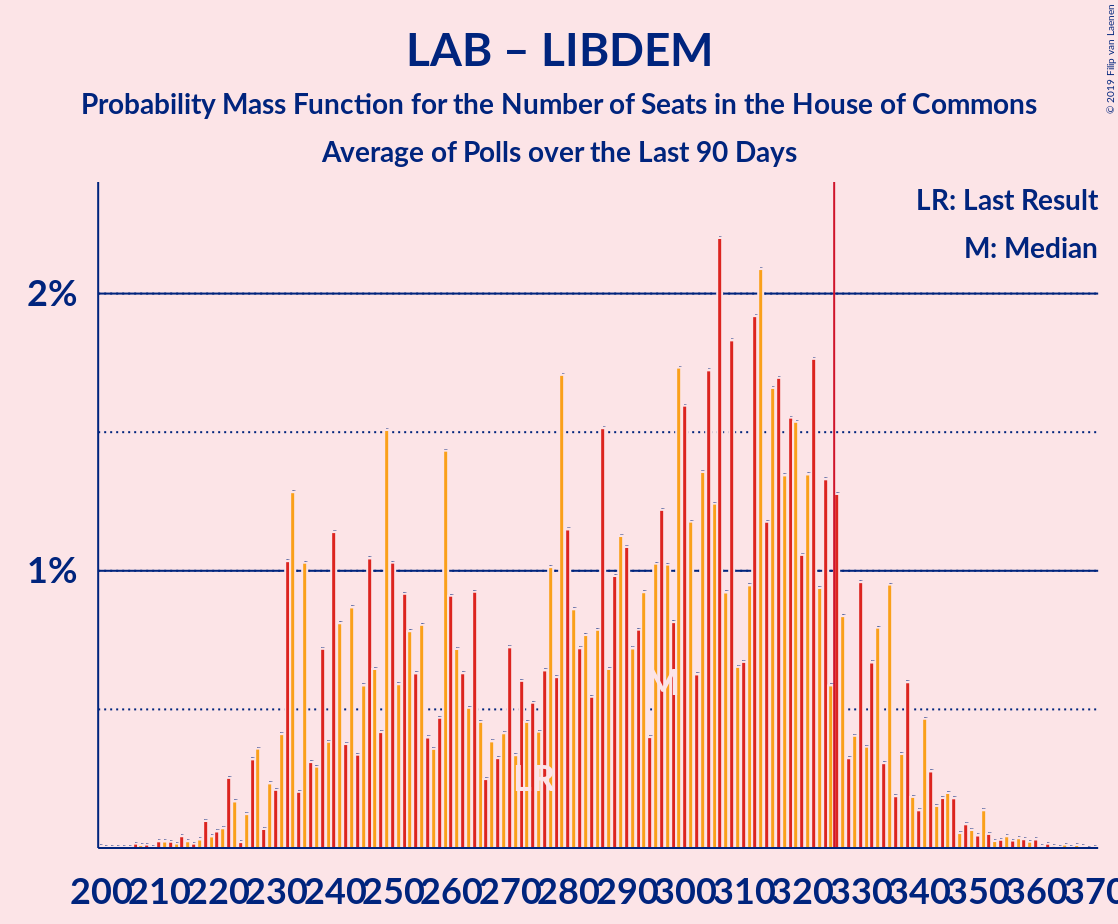 LAB – LIBDEM
Probability Mass Function for the Number of Seats in the House of Commons
Average of Polls over the Last 90 Days
© 2019 Filip van Laenen
LR: Last Result
M: Median
2%
1%
M
LR
200 210 220 230 240 250 260 270 280 290 300 310 320 330 340 350 360 370